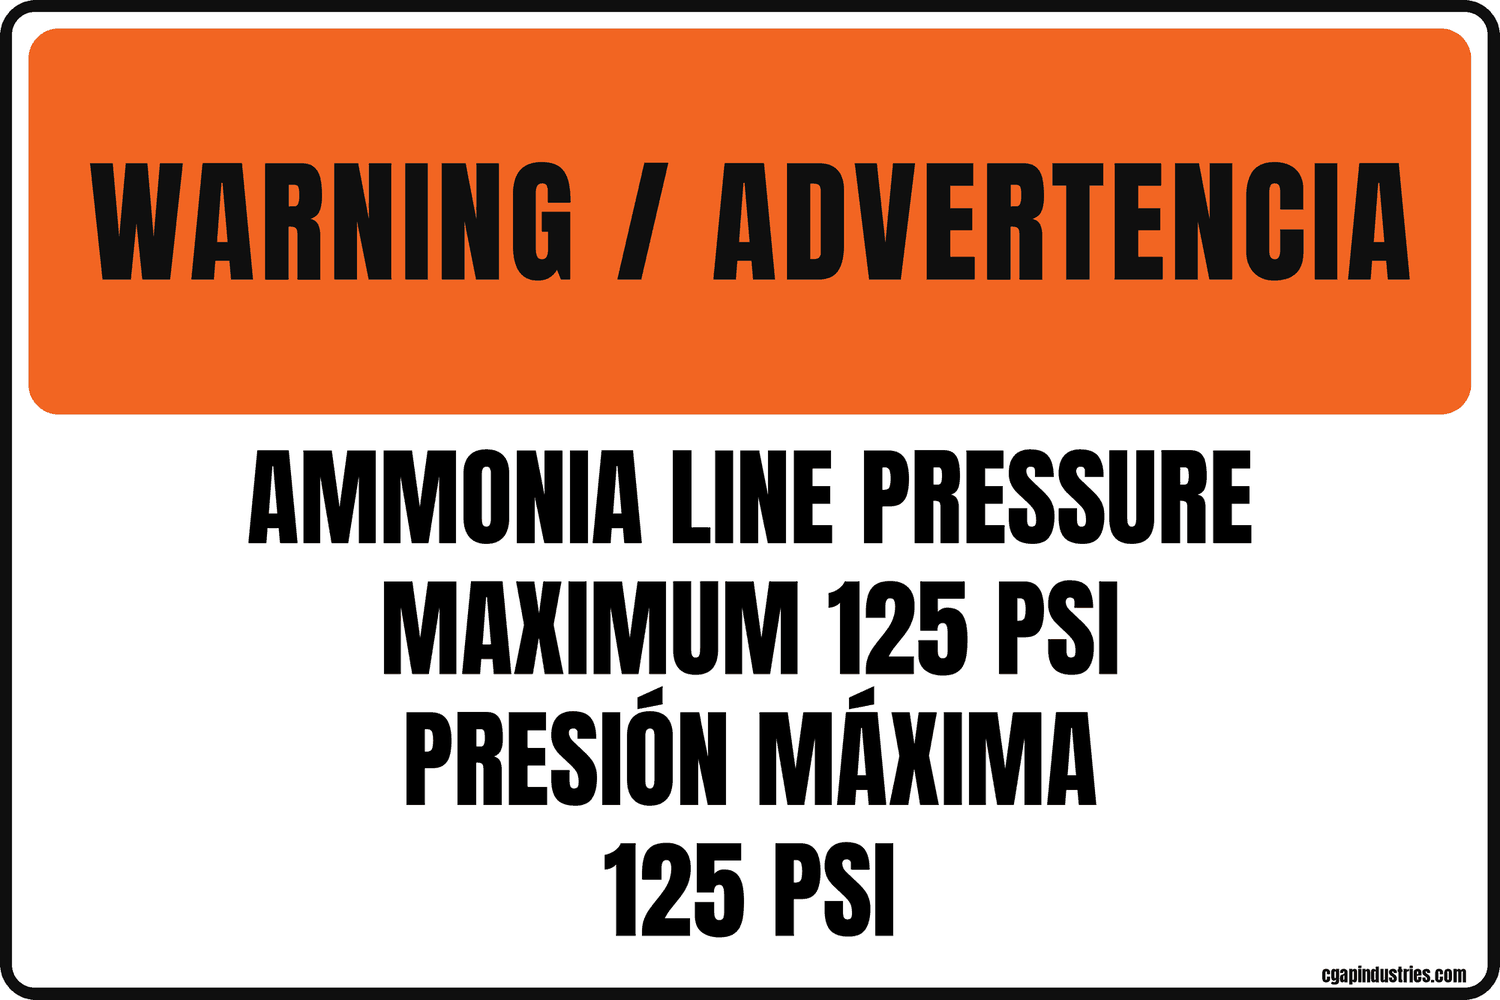 WARNING / ADVERTENCIA
AMMONIA LINE PRESSURE
MAXIMUM 125 PSI
PRESIÓN MÁXIMA
125 PSI
cgapindustries.com